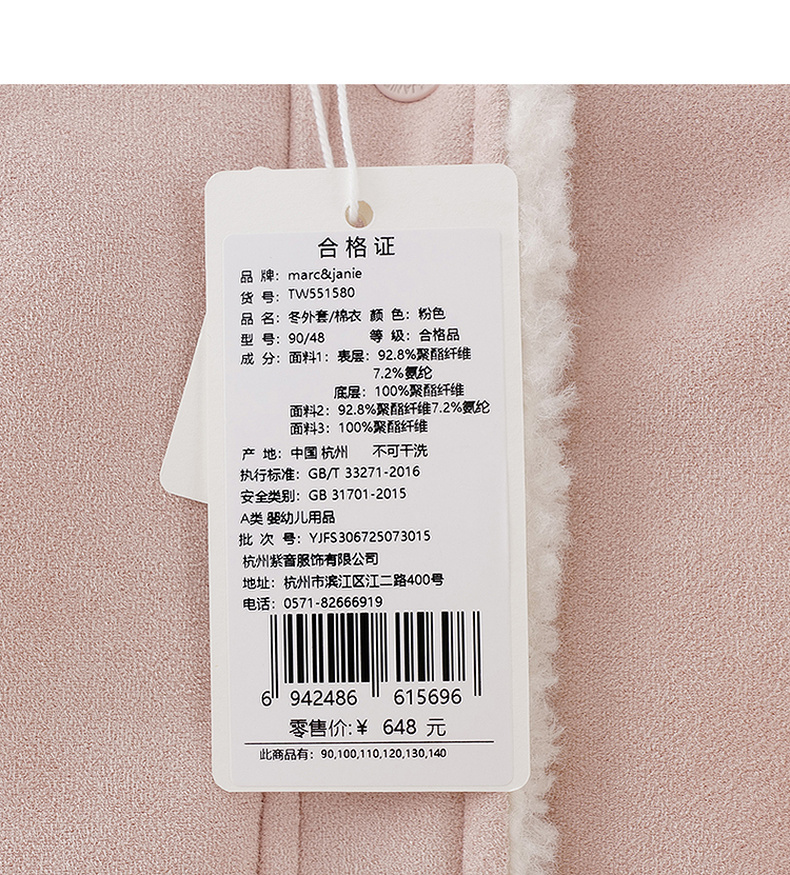 合格证
品 牌：marc&janie
货 号：TW551580
品 名：冬外套/棉衣 颜 色：粉色
型 号：90/48 等 级：合格品
成 分：面料1：表层：92.8%聚酯纤维
7.2%氨纶
底层：100%聚酯纤维
面料2：92.8%聚酯纤维7.2%氨纶
面料3：100%聚酯纤维
产 地：中国 杭州 不可干洗
执行标准：GB/T 33271-2016
安全类别：GB 31701-2015
A类 婴幼儿用品
批 次 号：YJFS306725073015
杭州紫音服饰有限公司
地址：杭州市滨江区江二路400号
电话：0571-82666919
6 942486 615696
零售价:¥ 648 元
此商品有：90,100,110,120,130,140